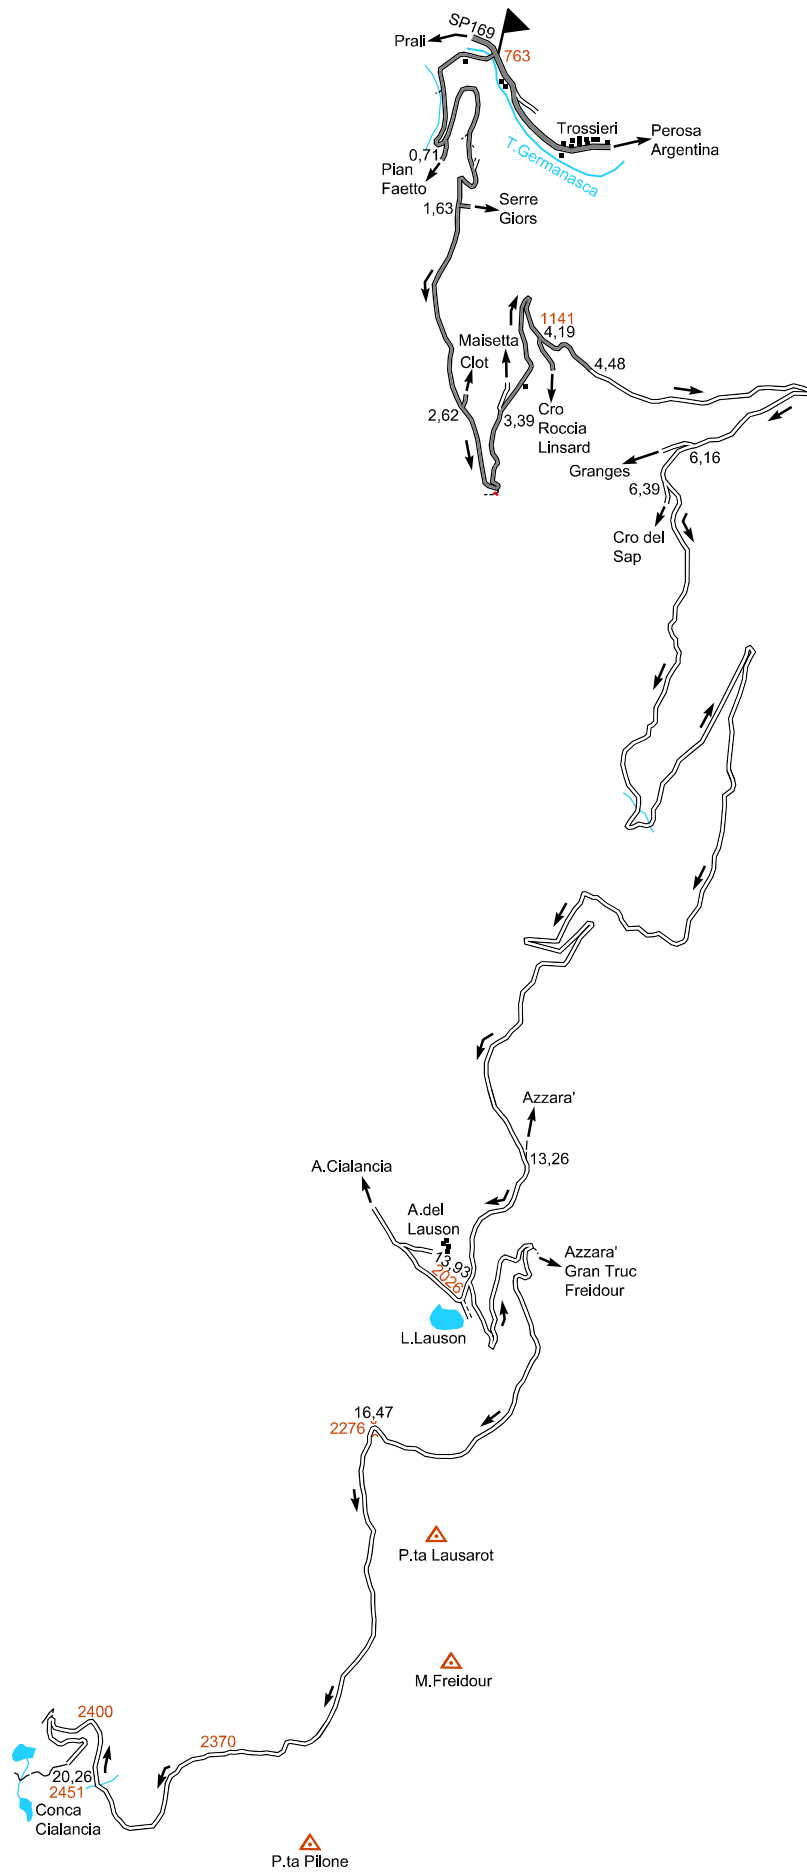 SP169
Prali
763
Trossieri
Perosa
Argentina
T.Germanasca
0,71
Pian
Faetto
1,63
Serre
Giors
1141
4,19
Maisetta
Clot
4,48
2,62
3,39
Cro
Roccia
Linsard
6,16
Granges
6,39
Cro del
Sap
Azzara'
13,26
A.Cialancia
A.del
Lauson
13,93
2026
Azzara'
Gran Truc
Freidour
L.Lauson
16,47
2276
P.ta Lausarot
M.Freidour
2400
2370
20,26
2451
Conca
Cialancia
P.ta Pilone